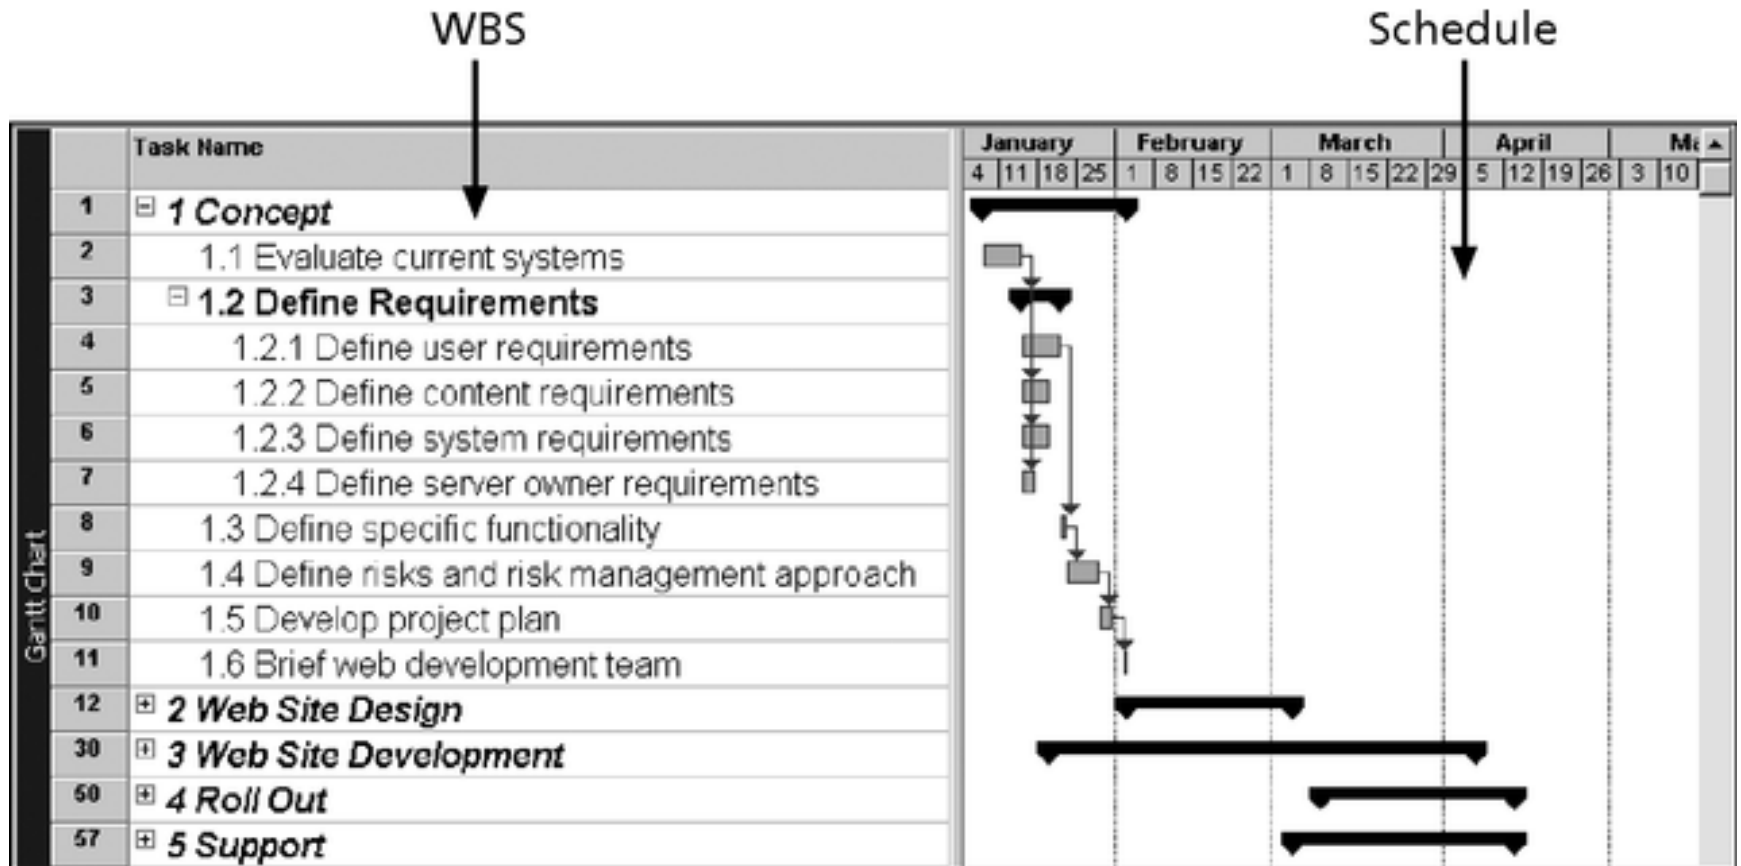 WBS Schedule
Task Name January February March April Ma
4 11 18 25 1 8 15 22 1 8 15 22 29 5 12 19 26 3 10
1 1 Concept
2 1.1 Evaluate current systems
3 1.2 Define Requirements
4 1.2.1 Define user requirements
5 1.2.2 Define content requirements
6 1.2.3 Define system requirements
7 1.2.4 Define server owner requirements
8 1.3 Define specific functionality
9 1.4 Define risks and risk management approach
10 1.5 Develop project plan
11 1.6 Brief web development team
12 2 Web Site Design
30 3 Web Site Development
50 4 Roll Out
57 5 Support
Gantt Chart